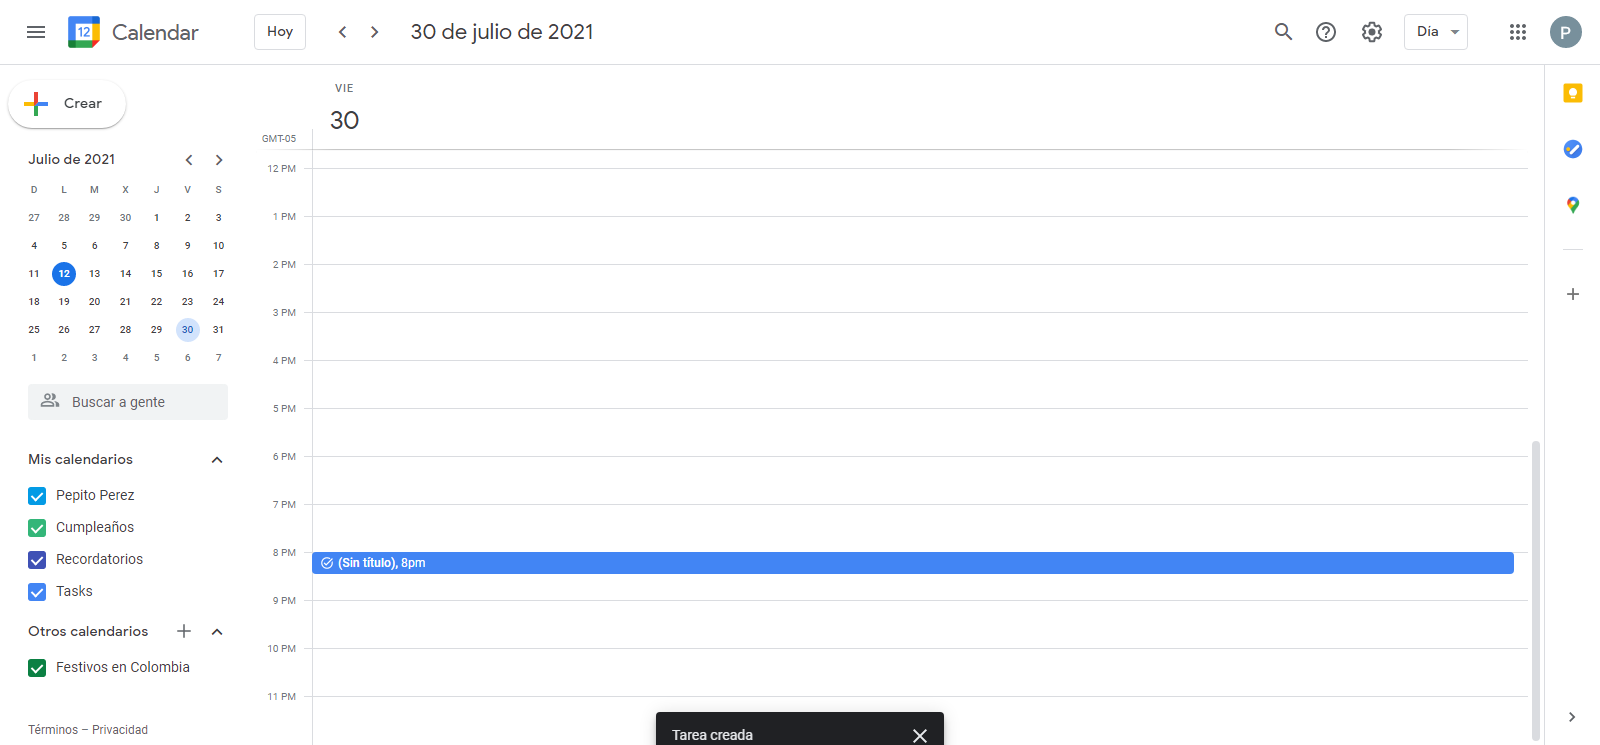 12 Calendar
Hoy
30 de julio de 2021
Día
P
Crear
Julio de 2021
D L M X J V S
27 28 29 30 1 2 3
4 5 6 7 8 9 10
11 12 13 14 15 16 17
18 19 20 21 22 23 24
25 26 27 28 29 30 31
1 2 3 4 5 6 7
Buscar a gente
Mis calendarios
Pepito Perez
Cumpleaños
Recordatorios
Tasks
Otros calendarios
Festivos en Colombia
Términos – Privacidad
VIE
30
GMT-05
12 PM
1 PM
2 PM
3 PM
4 PM
5 PM
6 PM
7 PM
8 PM
(Sin título), 8pm
9 PM
10 PM
11 PM
Tarea creada